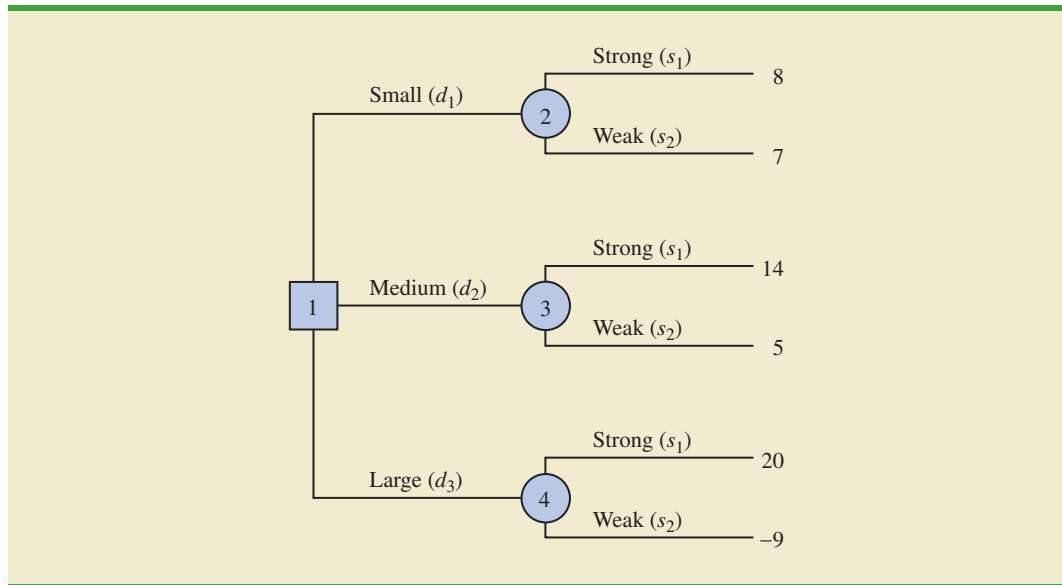 Strong (s1)
8
Small (d1)
2
Weak (s2)
7
Strong (s1)
14
Medium (d2)
1
3
Weak (s2)
5
Strong (s1)
20
Large (d3)
4
Weak (s2)
–9